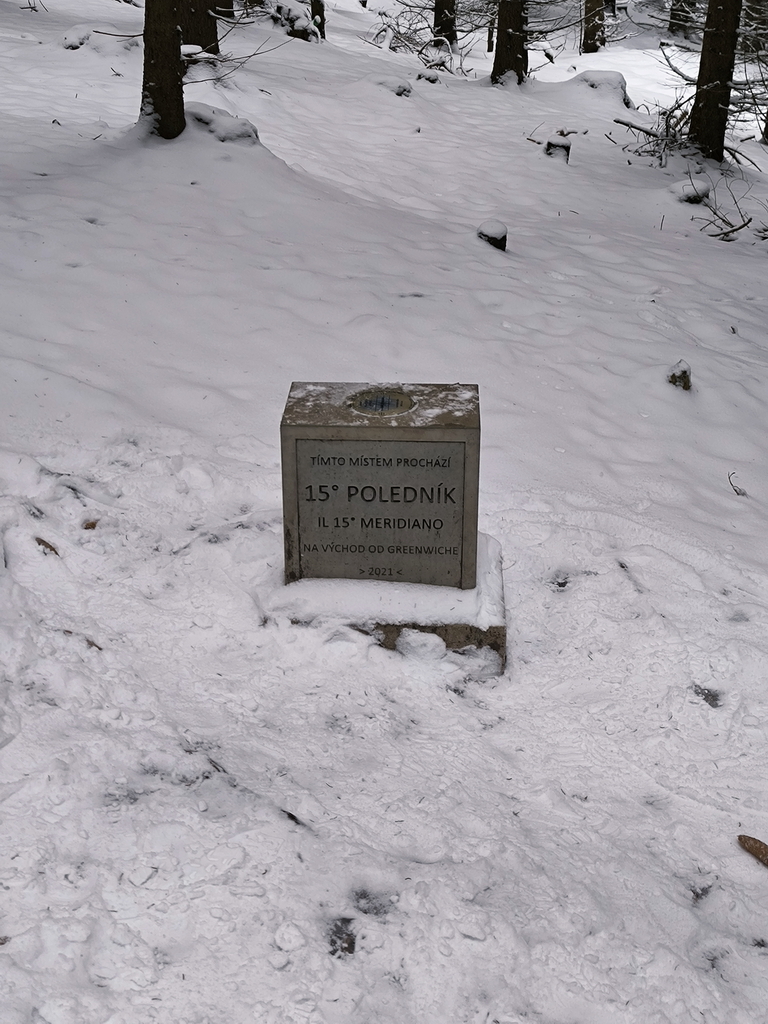 TÍMTO MÍSTEM PROCHÁZÍ
15° POLEDNÍK
IL 15° MERIDIANO
NA VÝCHOD OD GREENWICHE
> 2021 <